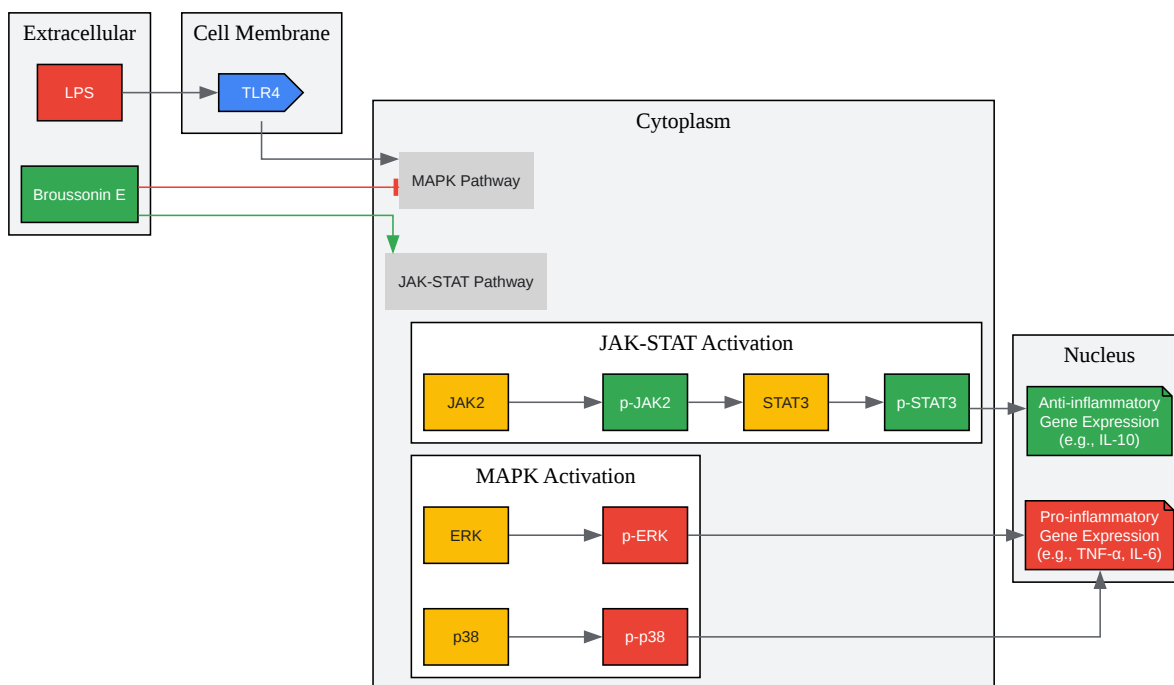 Extracellular
Cell Membrane
LPS
TLR4
Broussonin E
Cytoplasm
MAPK Pathway
JAK-STAT Pathway
JAK-STAT Activation
JAK2
p-JAK2
STAT3
p-STAT3
MAPK Activation
ERK
p-ERK
p38
p-p38
Nucleus
Anti-inflammatory
Gene Expression
(e.g., IL-10)
Pro-inflammatory
Gene Expression
(e.g., TNF-α, IL-6)